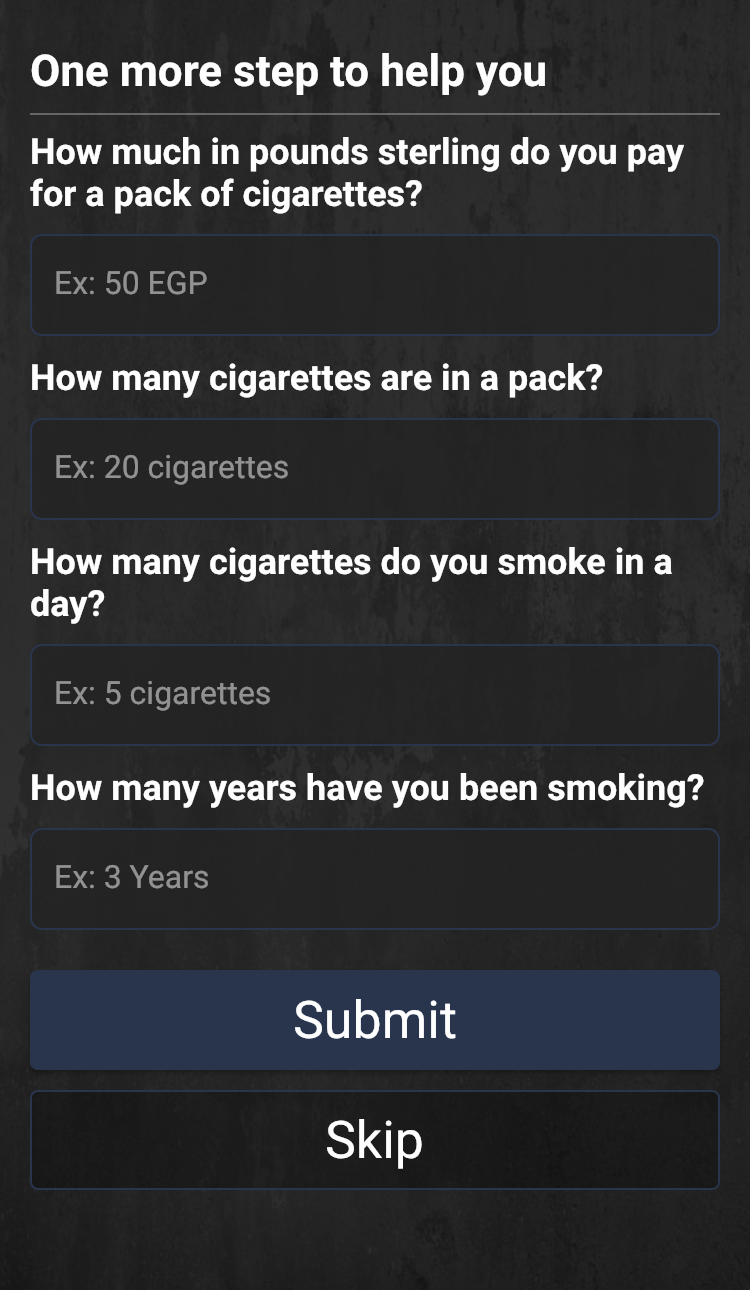 One more step to help you
How much in pounds sterling do you pay
for a pack of cigarettes?
Ex: 50 EGP
How many cigarettes are in a pack?
Ex: 20 cigarettes
How many cigarettes do you smoke in a
day?
Ex: 5 cigarettes
How many years have you been smoking?
Ex: 3 Years
Submit
Skip